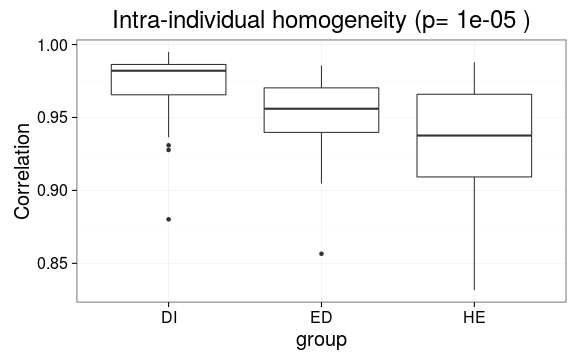 Intra-individual homogeneity (p= 1e-05 )
1.00
0.95
0.90
0.85
Correlation
DI ED HE
group